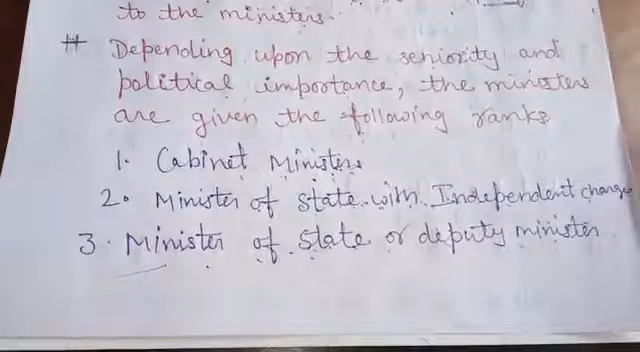 to the ministers.
# Depending upon the seniority and
political importance, the ministers
are given the following ranks
1. Cabinet Ministers
2. Minister of state with Independent change
3. Minister of state or deputy minister